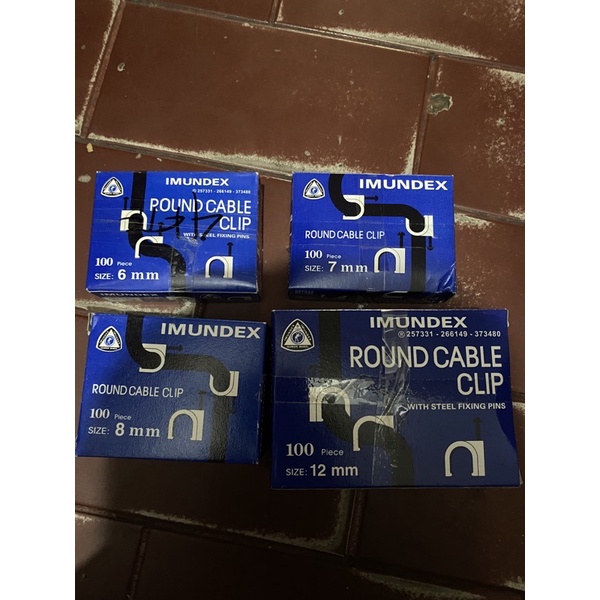 IMUNDEX
® 257331 - 266149 - 373480
ROUND CABLE
CLIP
WITH STEEL FIXING PINS
100 Piece
SIZE: 6 mm
IMUNDEX
IMUNDEX
ROUND CABLE CLIP
100 Piece
SIZE: 7 mm
IMUNDEX
ROUND CABLE CLIP
100 Piece
SIZE: 8 mm
IMUNDEX
® 257331 - 266149 - 373480
ROUND CABLE
CLIP
WITH STEEL FIXING PINS
100 Piece
SIZE: 12 mm